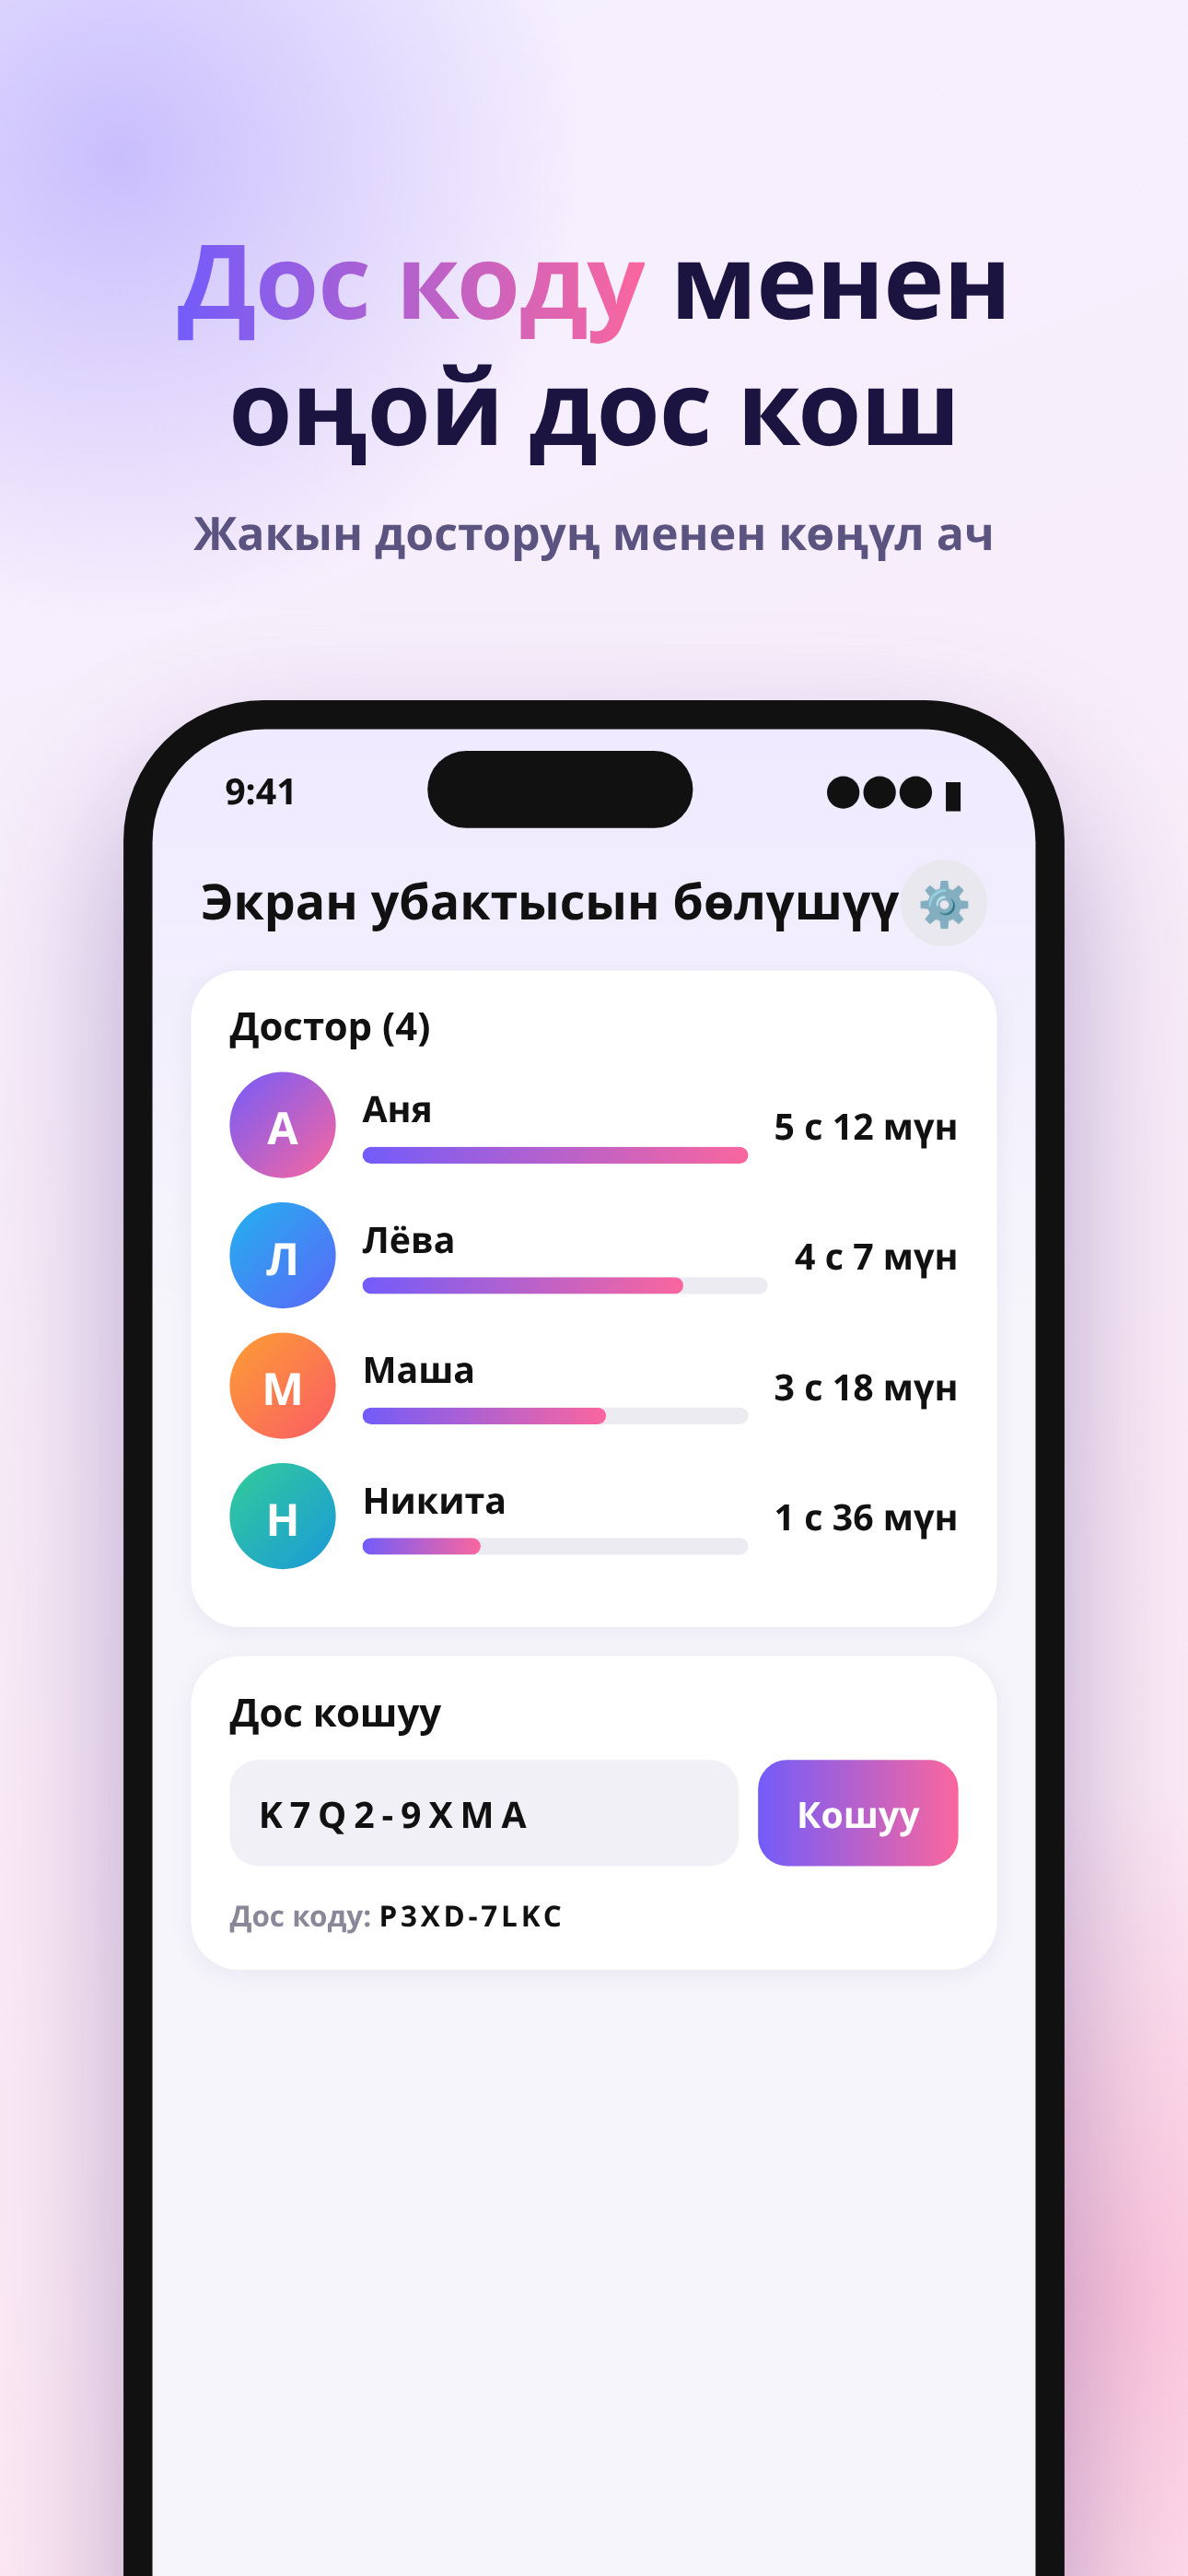 Дос коду менен
оңой дос кош
Жакын досторуң менен көңүл ач
9:41
Экран убактысын бөлүшүү
Достор (4)
А
Аня
5 с 12 мүн
Л
Лёва
4 с 7 мүн
М
Маша
3 с 18 мүн
Н
Никита
1 с 36 мүн
Дос кошуу
K7Q2-9XMA
Кошуу
Дос коду: P3XD-7LKC